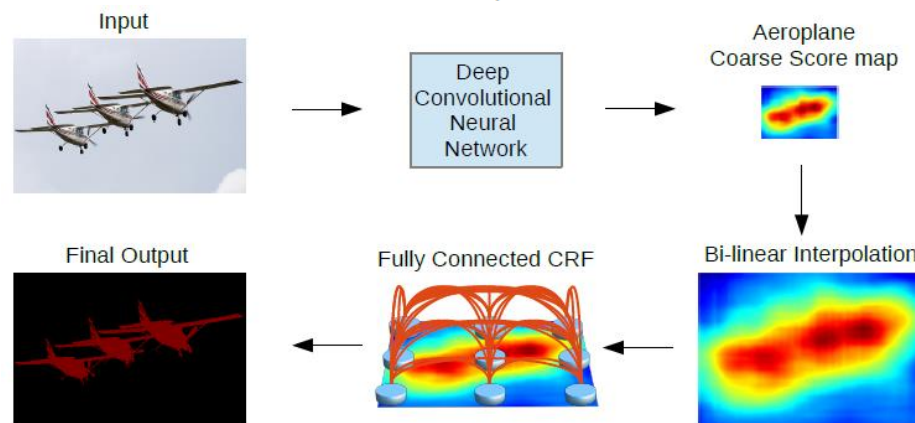 Input
Deep
Convolutional
Neural
Network
Aeroplane
Coarse Score map
Final Output
Fully Connected CRF
Bi-linear Interpolation